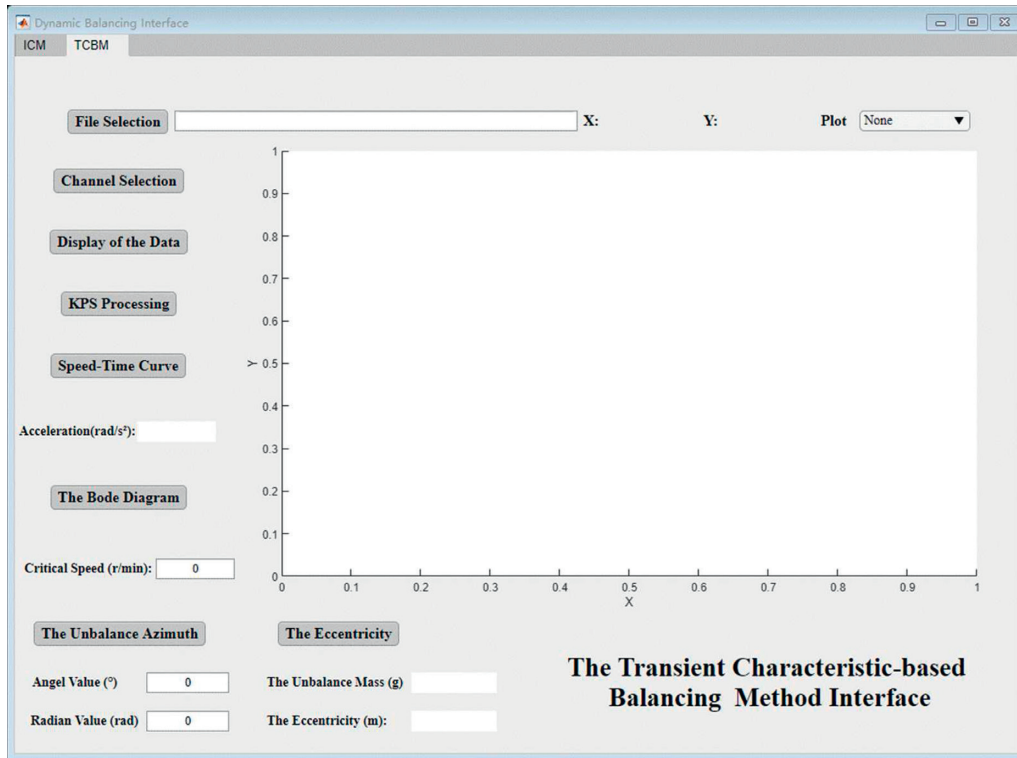 Dynamic Balancing Interface
ICM TCBM
File Selection X: Y: Plot None
Channel Selection
Display of the Data
KPS Processing
Speed-Time Curve
Acceleration(rad/s²):
The Bode Diagram
Critical Speed (r/min): 0
1
0.9
0.8
0.7
0.6
Y 0.5
0.4
0.3
0.2
0.1
0
0 0.1 0.2 0.3 0.4 0.5 0.6 0.7 0.8 0.9 1
X
The Unbalance Azimuth The Eccentricity
Angel Value (°) 0 The Unbalance Mass (g)
Radian Value (rad) 0 The Eccentricity (m):
The Transient Characteristic-based
Balancing Method Interface